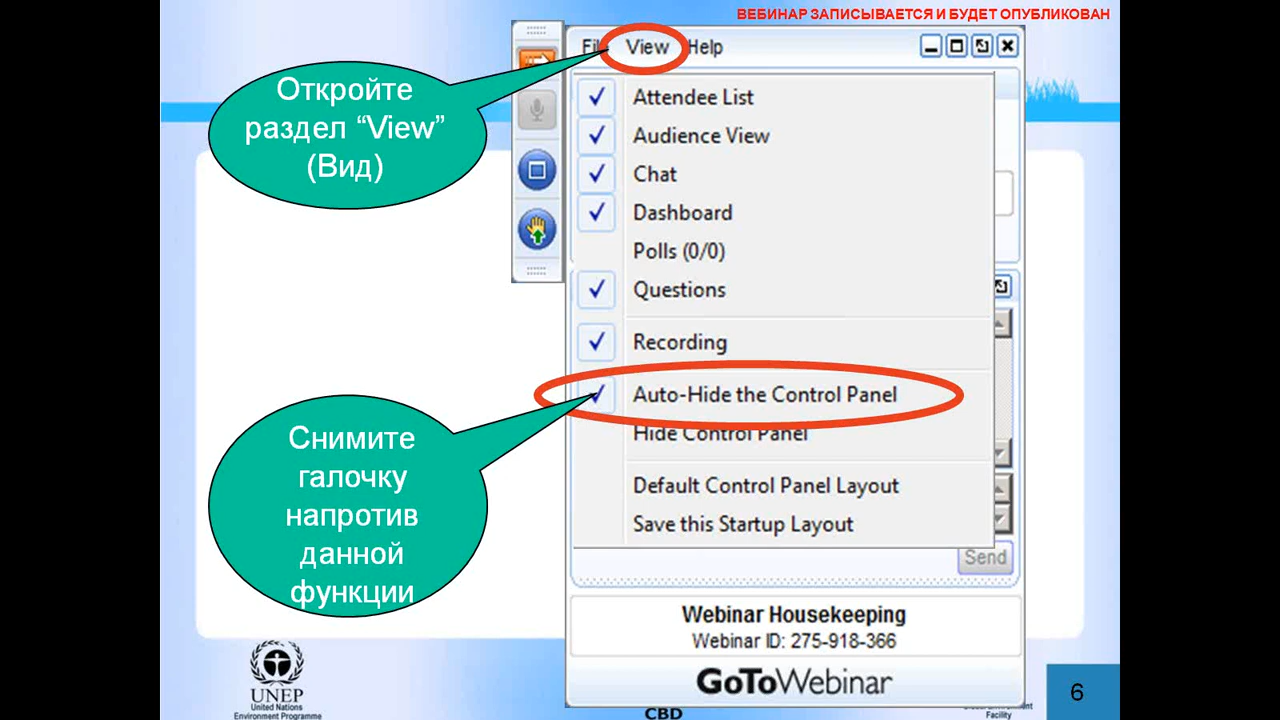 ВЕБИНАР ЗАПИСЫВАЕТСЯ И БУДЕТ ОПУБЛИКОВАН
View Help
Откройте
раздел “View”
(Вид)
Attendee List
Audience View
Chat
Dashboard
Polls (0/0)
Questions
Recording
Auto-Hide the Control Panel
Hide Control Panel
Снимите
галочку
напротив
данной
функции
Default Control Panel Layout
Save this Startup Layout
Send
Webinar Housekeeping
Webinar ID: 275-918-366
GoToWebinar
UNEP
United Nations
Environment Programme
CBD
Facility
6